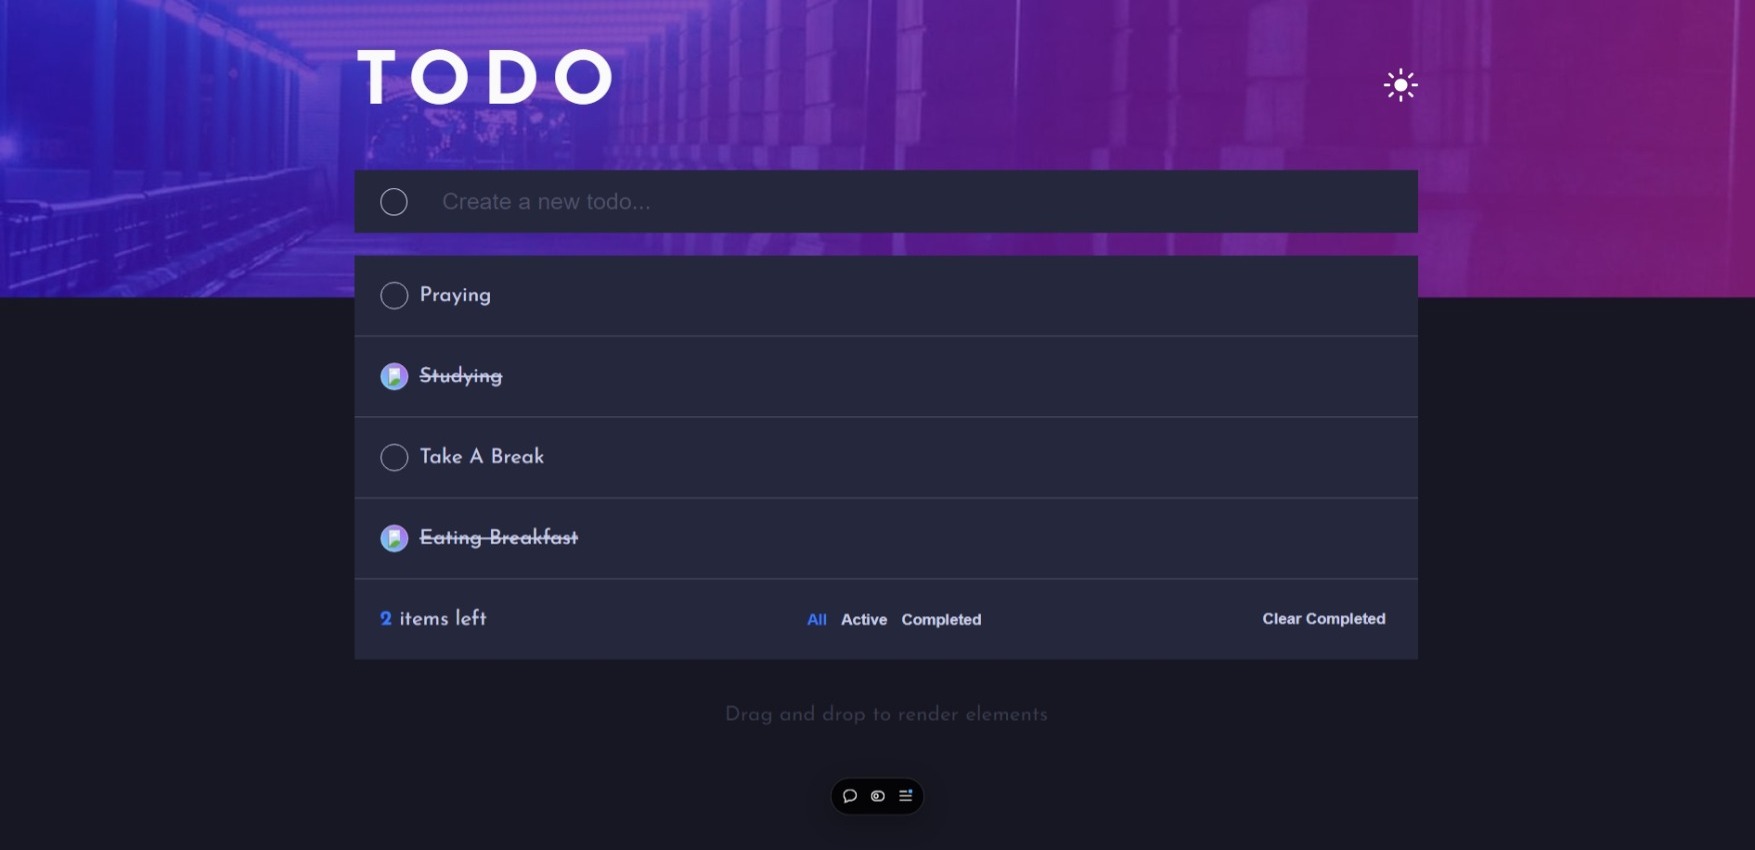 TODO
Create a new todo...
Praying
Studying
Take A Break
Eating Breakfast
2 items left All Active Completed Clear Completed
Drag and drop to render elements